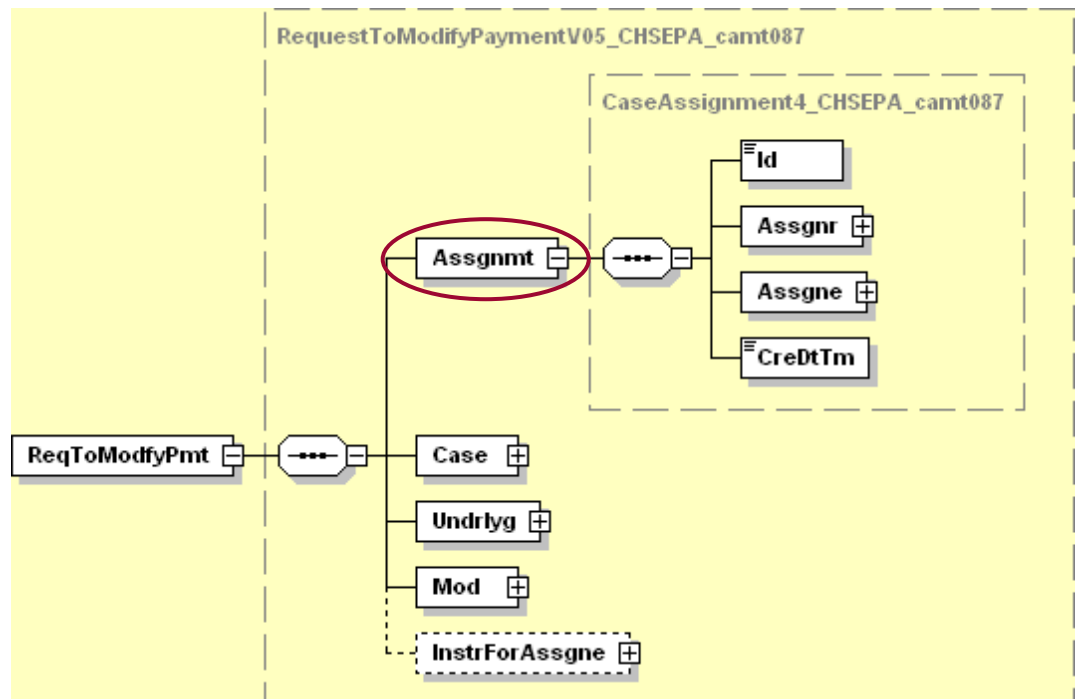 RequestToModifyPaymentV05_CHSEPA_camt087
CaseAssignment4_CHSEPA_camt087
Id
Assgnr
Assgne
CreDtTm
Assgnmt
ReqToModfyPmt
Case
Undrlyg
Mod
InstrForAssgne